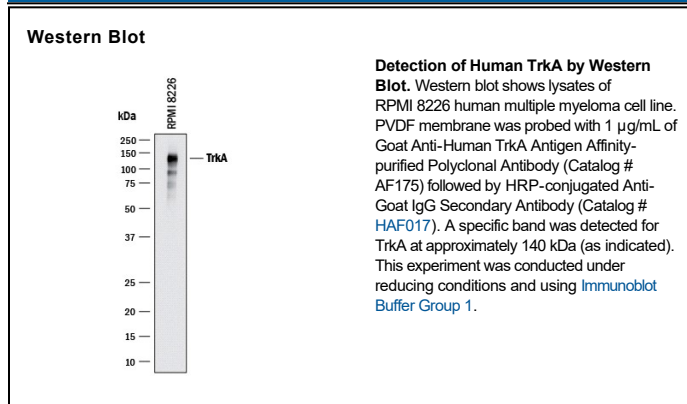 Western Blot
RPMI 8226
kDa
250
150
100
75
50
37
25
20
15
10
TrkA
Detection of Human TrkA by Western
Blot. Western blot shows lysates of
RPMI 8226 human multiple myeloma cell line.
PVDF membrane was probed with 1 µg/mL of
Goat Anti-Human TrkA Antigen Affinity-
purified Polyclonal Antibody (Catalog #
AF175) followed by HRP-conjugated Anti-
Goat IgG Secondary Antibody (Catalog #
HAF017). A specific band was detected for
TrkA at approximately 140 kDa (as indicated).
This experiment was conducted under
reducing conditions and using Immunoblot
Buffer Group 1.